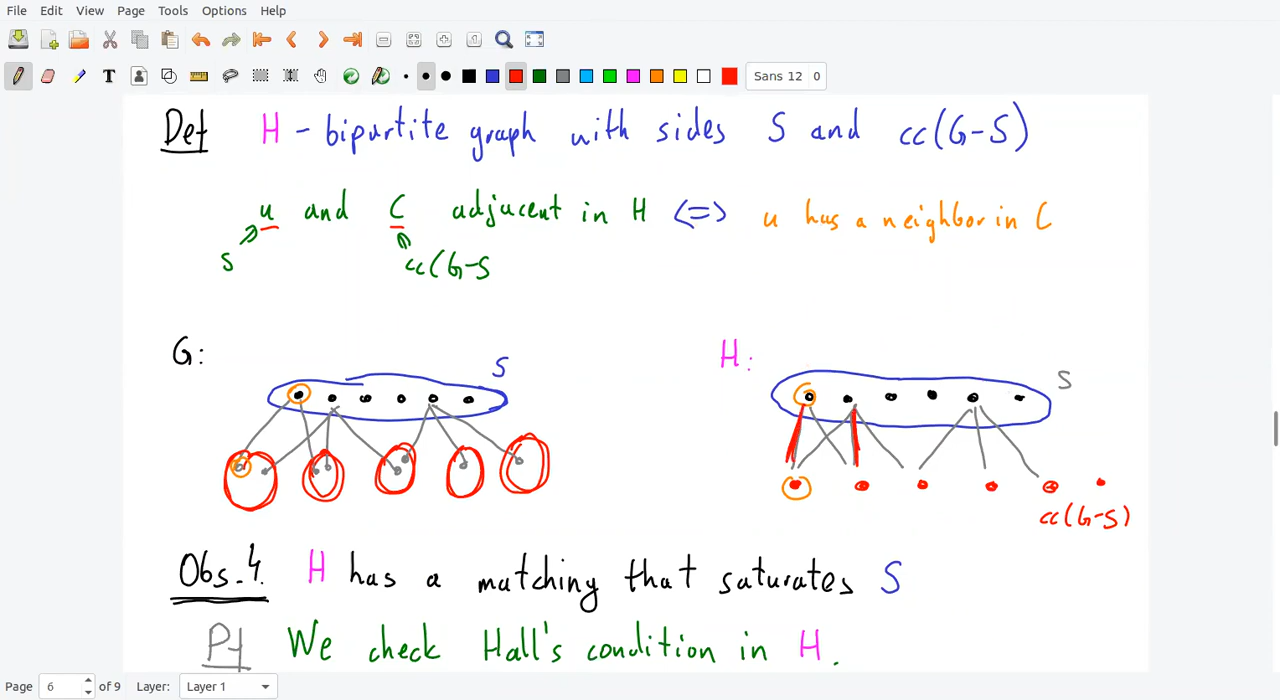 File Edit View Page Tools Options Help
Sans 12 0
Def H - bipartite graph with sides S and cc(G-S)
u and C adjacent in H <=> u has a neighbor in C
S cc(G-S
G: S H: S
cc(G-S)
Obs. 4. H has a matching that saturates S
Pf We check Hall's condition in H.
Page 6 of 9 Layer: Layer 1